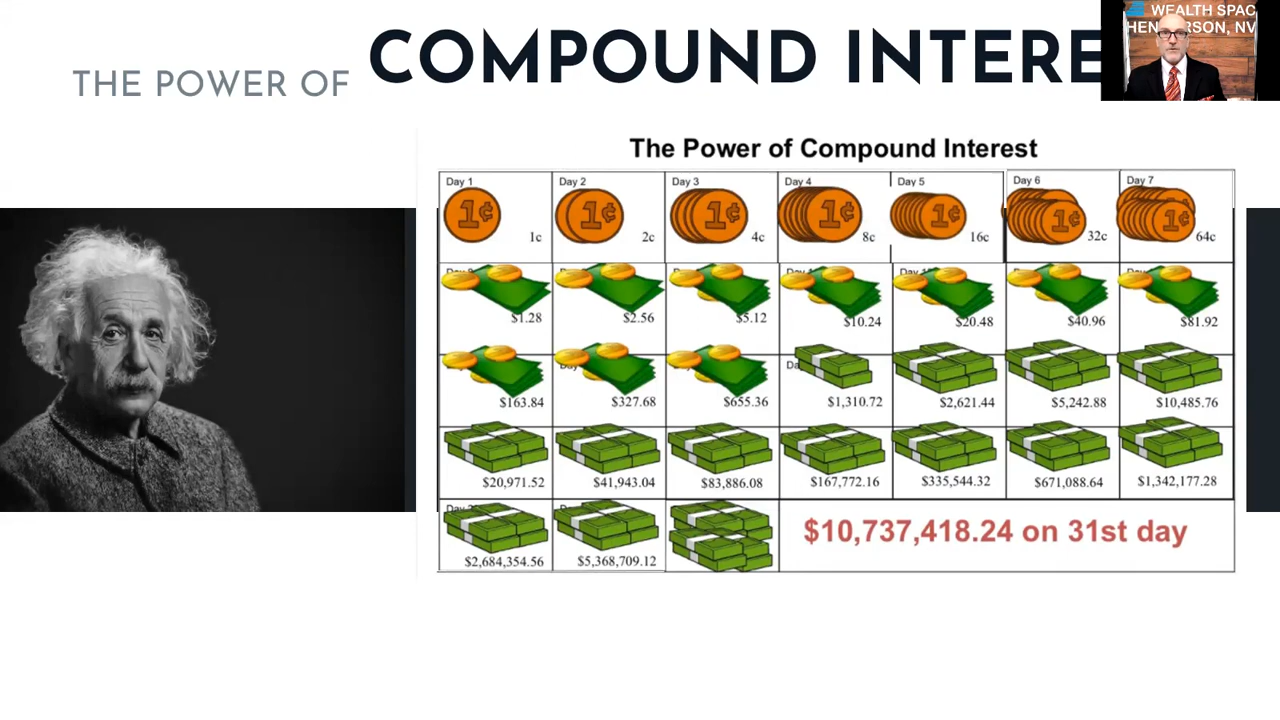 THE POWER OF COMPOUND INTERE
WEALTH SPAC
HENDERSON, NV
The Power of Compound Interest
Day 1 Day 2 Day 3 Day 4 Day 5 Day 6 Day 7
1¢ 1¢ 1¢ 1¢ 1¢ 1¢ 1¢
1c 2c 4c 8c 16c 32c 64c
$1.28 $2.56 $5.12 $10.24 $20.48 $40.96 $81.92
$163.84 $327.68 $655.36 $1,310.72 $2,621.44 $5,242.88 $10,485.76
$20,971.52 $41,943.04 $83,886.08 $167,772.16 $335,544.32 $671,088.64 $1,342,177.28
$2,684,354.56 $5,368,709.12
$10,737,418.24 on 31st day